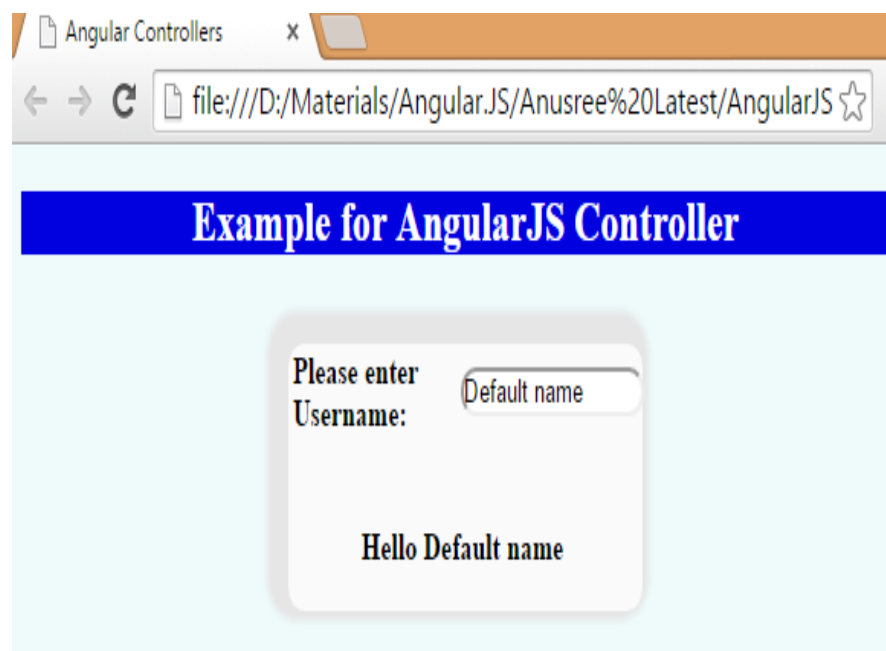 Angular Controllers
file:///D:/Materials/Angular.JS/Anusree%20Latest/AngularJS
Example for AngularJS Controller
Please enter
Username:
Default name
Hello Default name